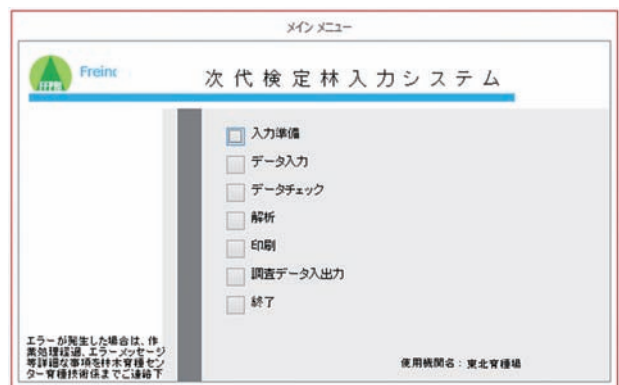 メイン メニュー
Freinc
次代検定林入力システム
入力準備
データ入力
データチェック
解析
印刷
調査データ入出力
終了
エラーが発生した場合は、作
業処理経過、エラーメッセージ
等詳細な事項を林木育種セン
ター育種技術係までご連絡下
使用機関名：東北育種場